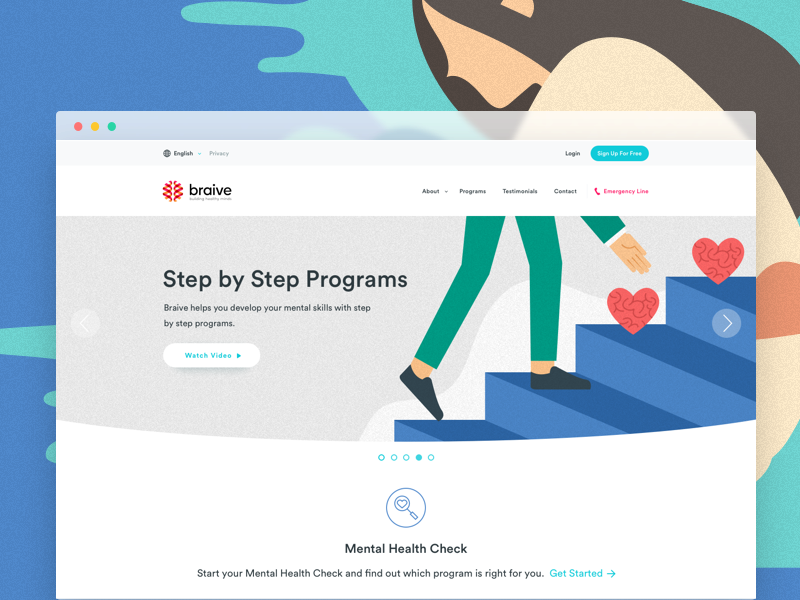 English Privacy Login Sign Up For Free
braive
building healthy minds
About Programs Testimonials Contact Emergency Line
Step by Step Programs
Braive helps you develop your mental skills with step
by step programs.
Watch Video
Mental Health Check
Start your Mental Health Check and find out which program is right for you. Get Started